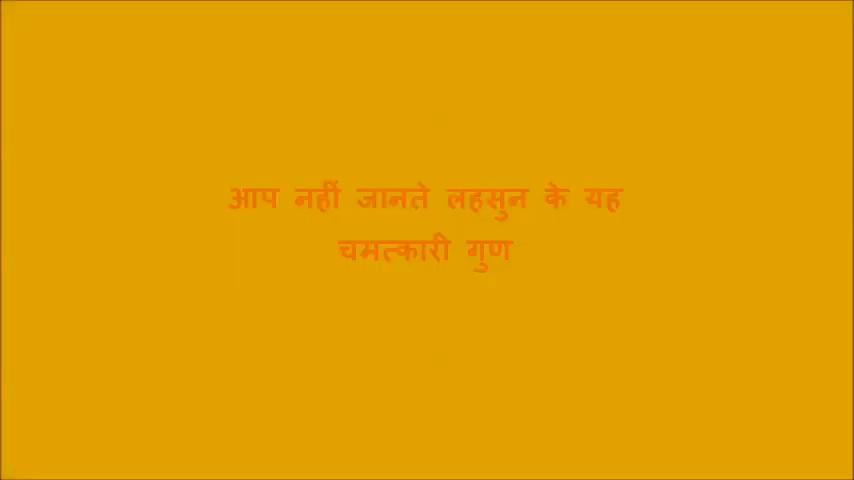 आप नहीं जानते लहसुन के यह
चमत्कारी गुण